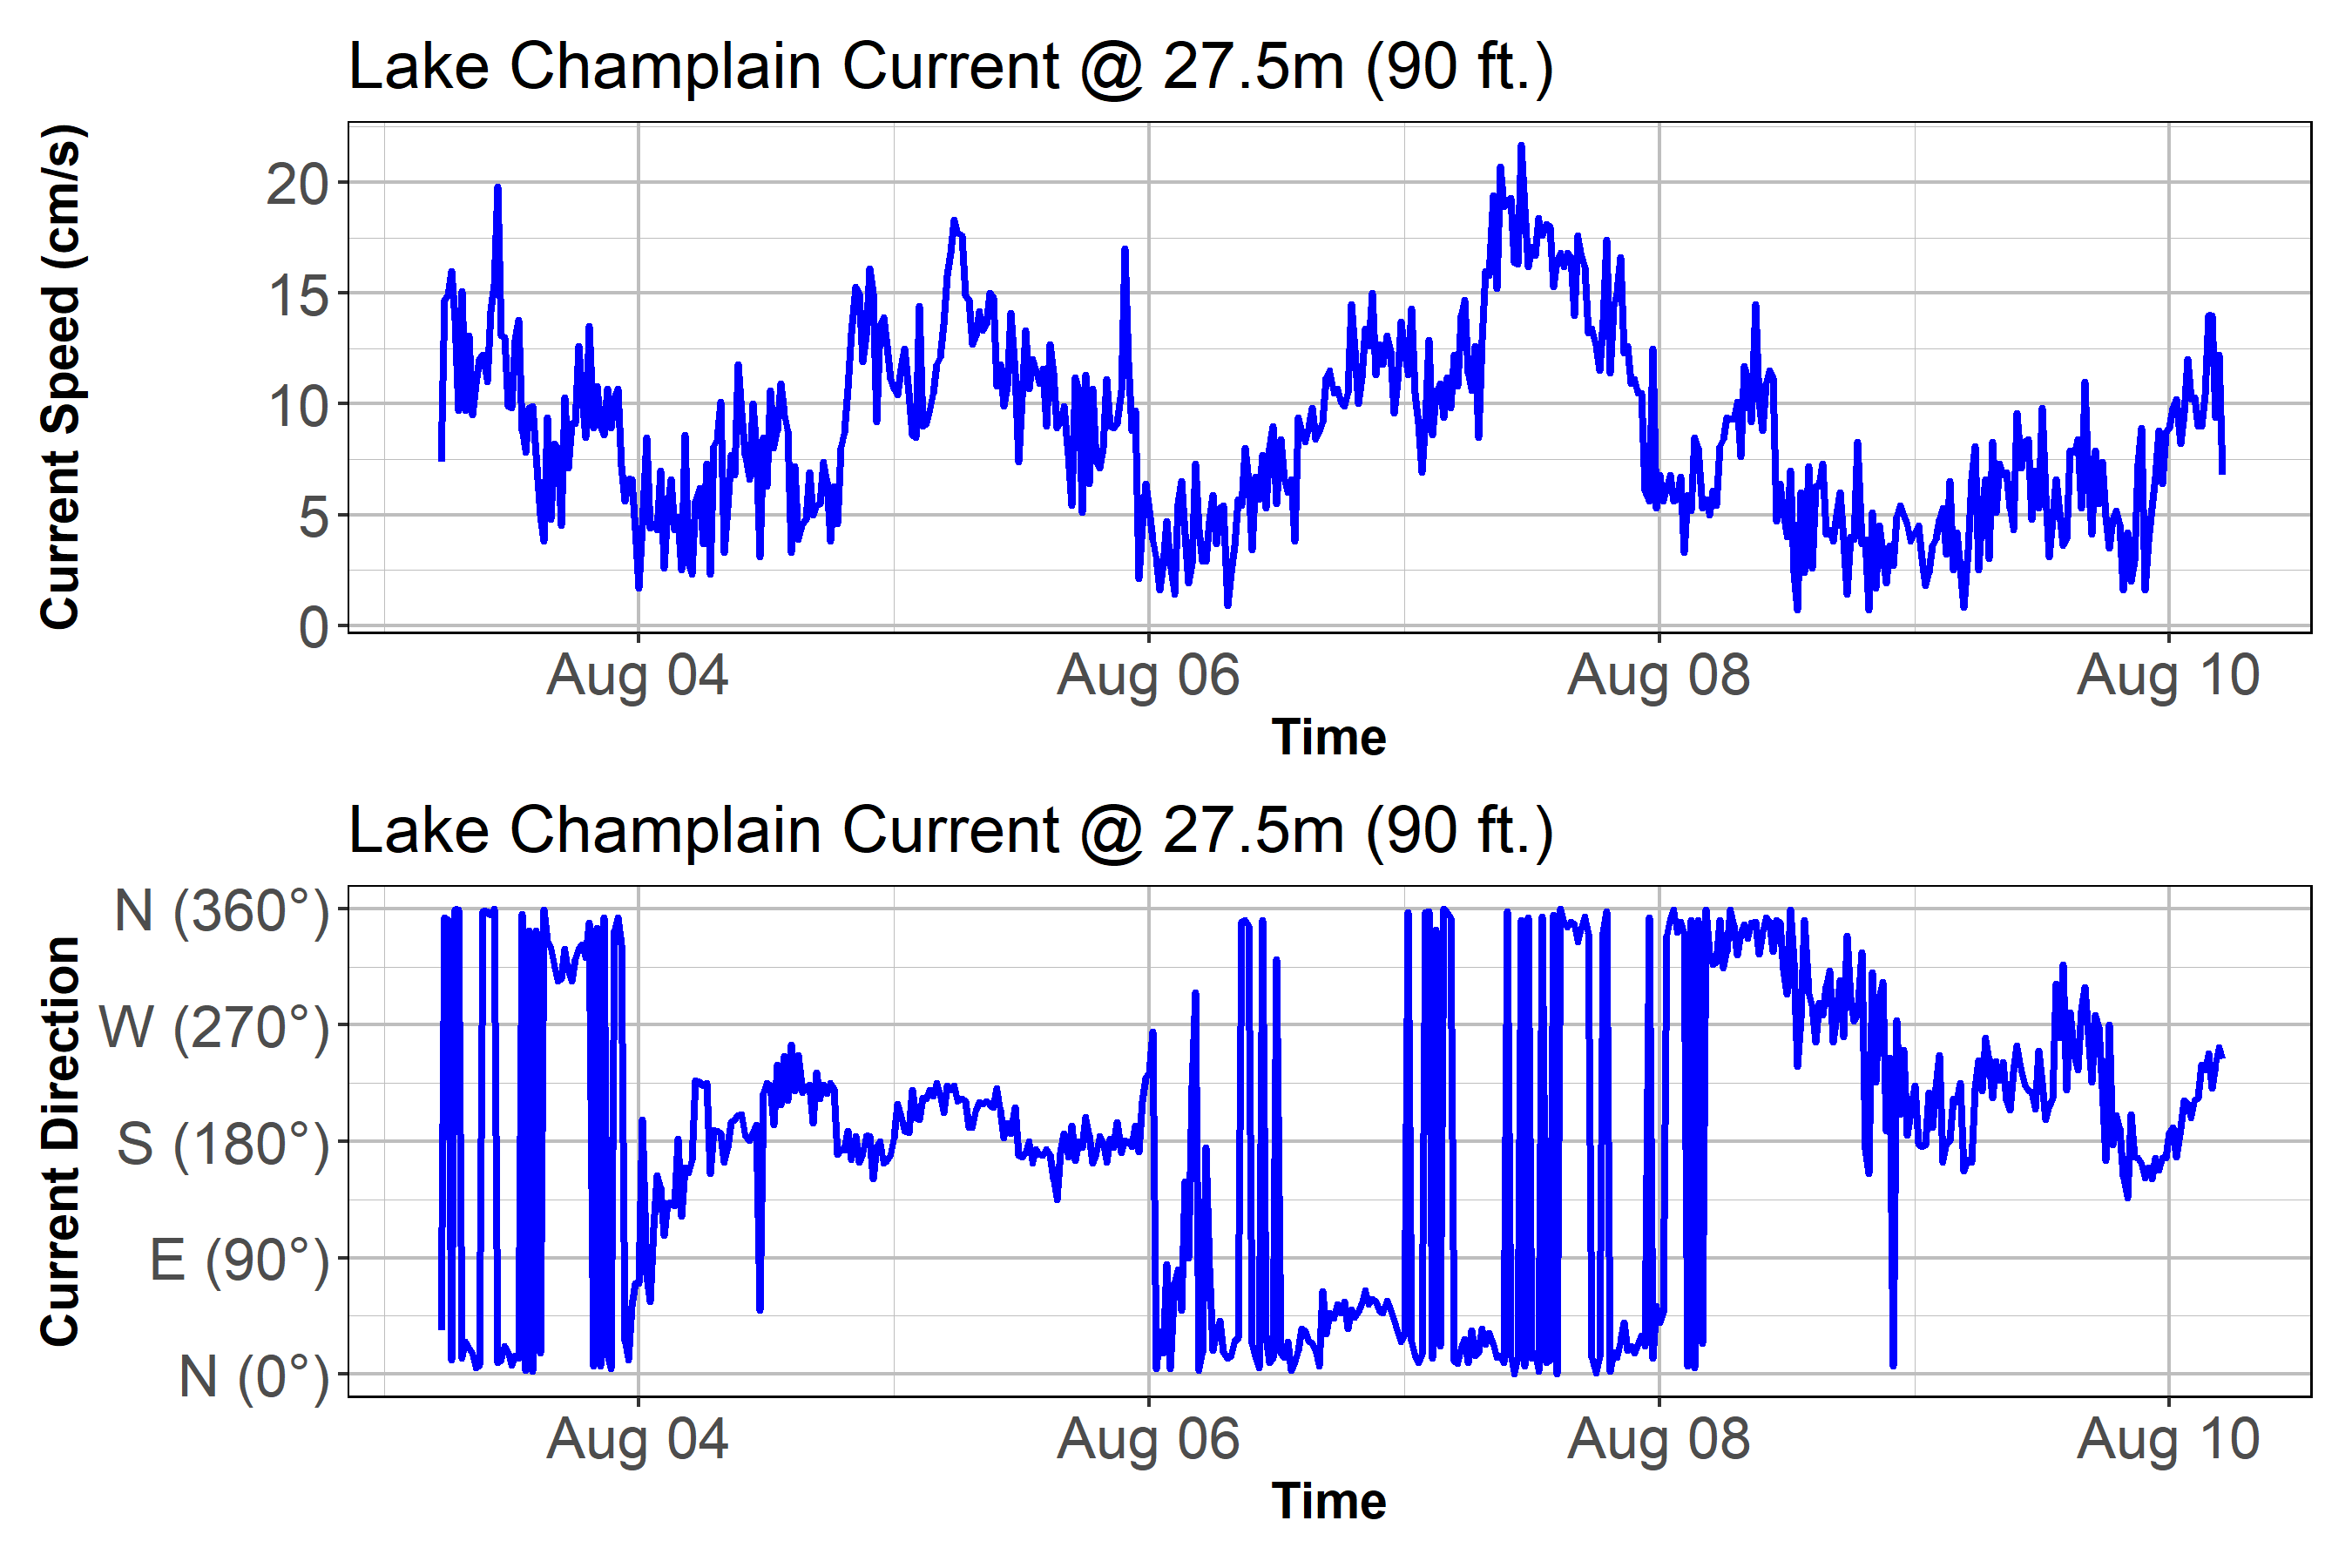 Lake Champlain Current @ 27.5m (90 ft.)
Current Speed (cm/s)
20
15
10
5
0
Aug 04 Aug 06 Aug 08 Aug 10
Time
Lake Champlain Current @ 27.5m (90 ft.)
Current Direction
N (360°)
W (270°)
S (180°)
E (90°)
N (0°)
Aug 04 Aug 06 Aug 08 Aug 10
Time